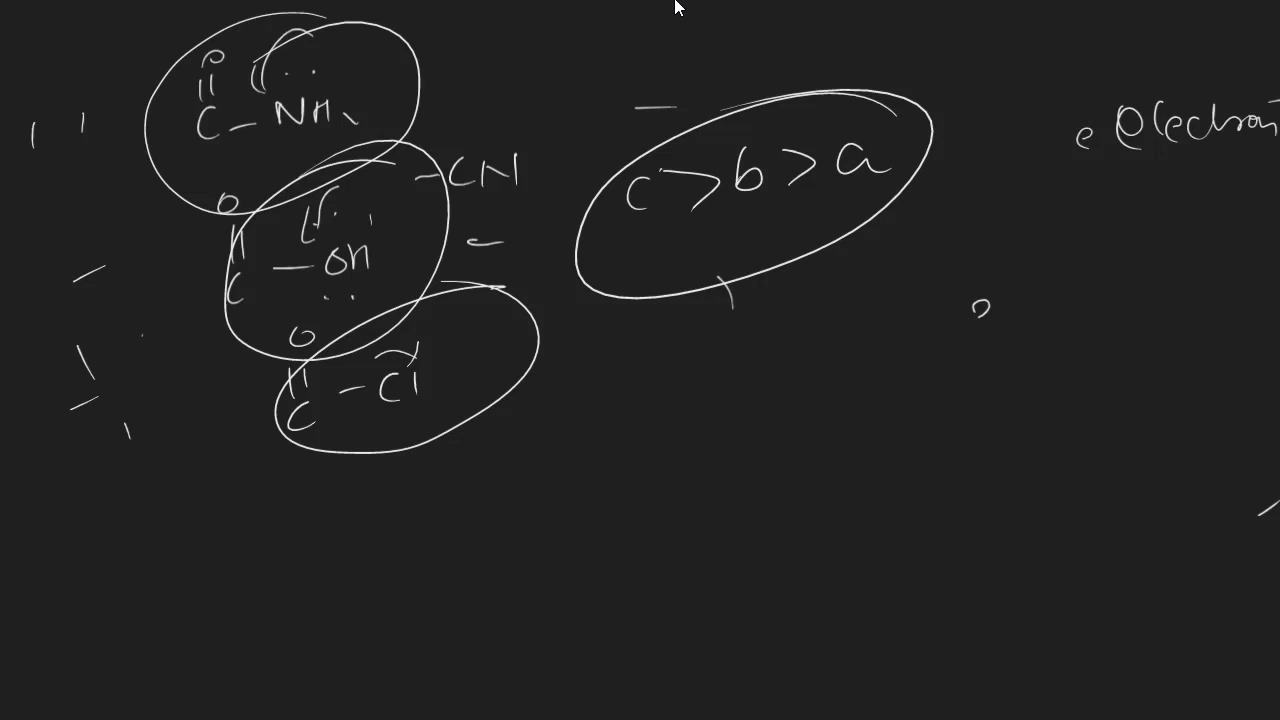 O
|| ..
C - NH₂
O
-CN
|| ..
C - OH
..
O
||
C - Cl
c > b > a
e electron